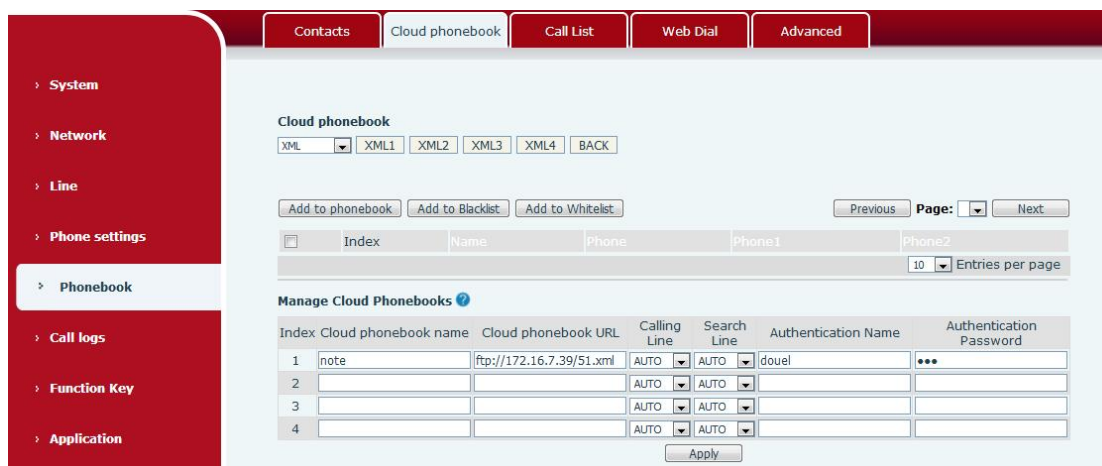 Contacts Cloud phonebook Call List Web Dial Advanced
› System
› Network
› Line
› Phone settings
› Phonebook
› Call logs
› Function Key
› Application
Cloud phonebook
XML XML1 XML2 XML3 XML4 BACK
Add to phonebook Add to Blacklist Add to Whitelist Previous Page: Next
Index Name Phone Phone1 Phone2
10 Entries per page
Manage Cloud Phonebooks ?
Index Cloud phonebook name Cloud phonebook URL Calling Line Search Line Authentication Name Authentication Password
1 note ftp://172.16.7.39/51.xml AUTO AUTO douel •••
2 AUTO AUTO
3 AUTO AUTO
4 AUTO AUTO
Apply